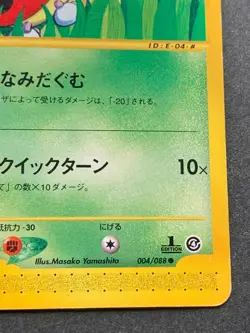 ID:E-04-#
なみだぐむ
ザによって受けるダメージは、「-20」される。
クイックターン 10×
て」の数×10ダメージ。
抵抗力 -30 にげる
1 EDITION
Illus.Masako Yamashita 004/088 ●